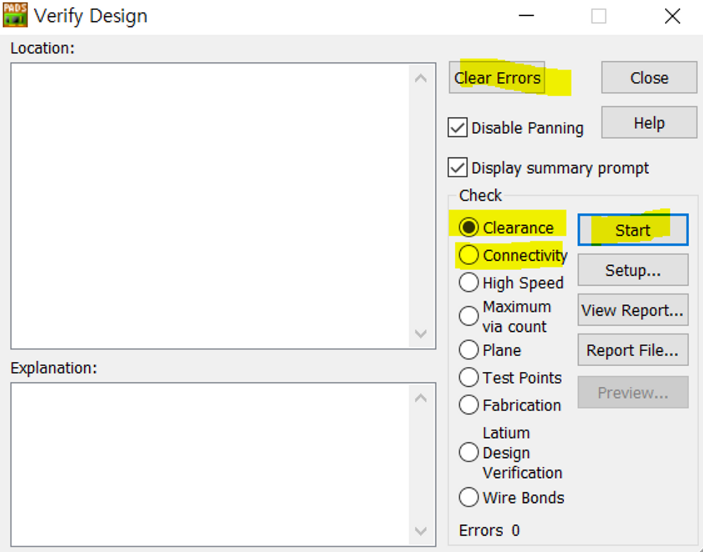 PADS
Verify Design
Location:
Clear Errors
Close
Disable Panning
Help
Display summary prompt
Check
Clearance
Start
Connectivity
Setup...
High Speed
Maximum
via count
View Report...
Plane
Report File...
Test Points
Explanation:
Fabrication
Preview...
Latium
Design
Verification
Wire Bonds
Errors 0